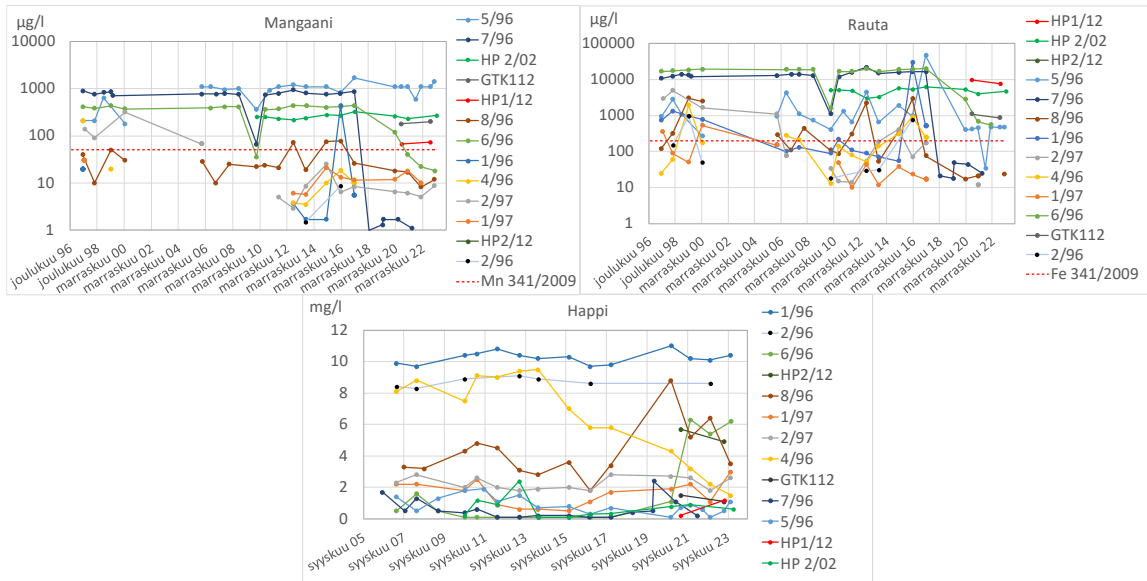 Mangaani
µg/l
10000
1000
100
10
1
joulukuu 96
joulukuu 98
marraskuu 00
marraskuu 02
marraskuu 04
marraskuu 06
marraskuu 08
marraskuu 10
marraskuu 12
marraskuu 14
marraskuu 16
marraskuu 18
marraskuu 20
marraskuu 22
5/96
7/96
HP 2/02
GTK112
HP1/12
8/96
6/96
1/96
4/96
2/97
1/97
HP2/12
2/96
Mn 341/2009
Rauta
µg/l
100000
10000
1000
100
10
1
joulukuu 96
joulukuu 98
marraskuu 00
marraskuu 02
marraskuu 04
marraskuu 06
marraskuu 08
marraskuu 10
marraskuu 12
marraskuu 14
marraskuu 16
marraskuu 18
marraskuu 20
marraskuu 22
HP1/12
HP 2/02
HP2/12
5/96
7/96
8/96
1/96
2/97
4/96
1/97
6/96
GTK112
2/96
Fe 341/2009
Happi
mg/l
12
10
8
6
4
2
0
syyskuu 05
syyskuu 07
syyskuu 09
syyskuu 11
syyskuu 13
syyskuu 15
syyskuu 17
syyskuu 19
syyskuu 21
syyskuu 23
1/96
2/96
6/96
HP2/12
8/96
1/97
2/97
4/96
GTK112
7/96
5/96
HP1/12
HP 2/02